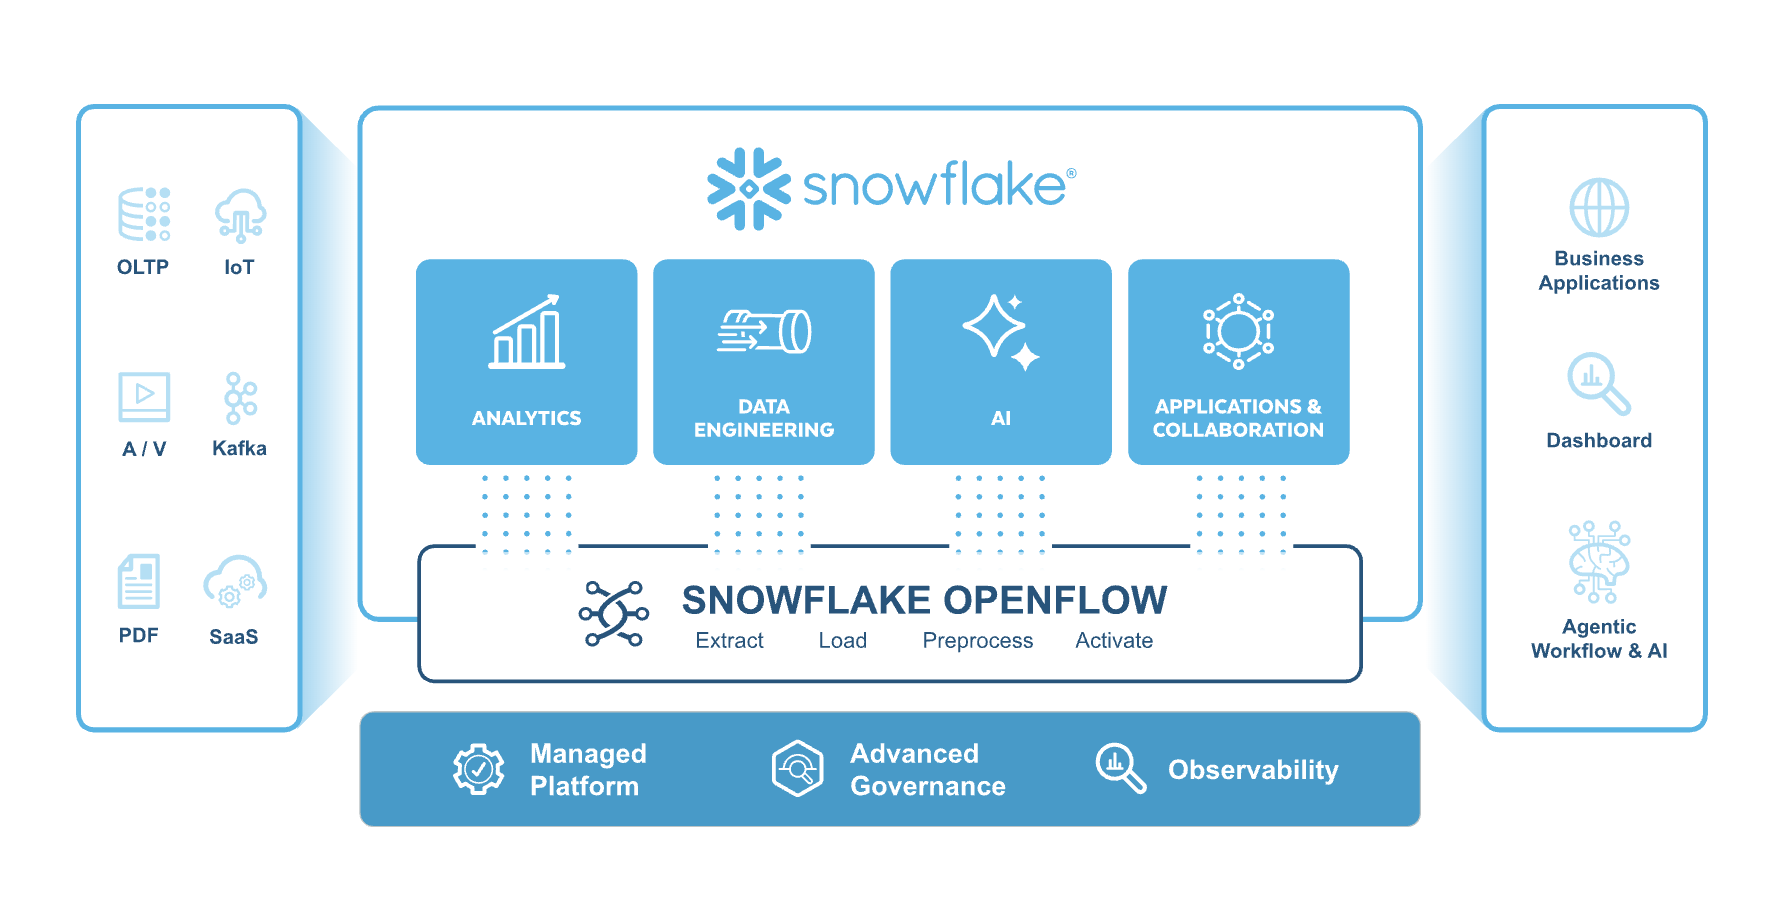 OLTP
IoT
A / V
Kafka
PDF
SaaS
snowflake®
ANALYTICS
DATA
ENGINEERING
AI
APPLICATIONS &
COLLABORATION
SNOWFLAKE OPENFLOW
Extract Load Preprocess Activate
Managed
Platform
Advanced
Governance
Observability
Business
Applications
Dashboard
Agentic
Workflow & AI